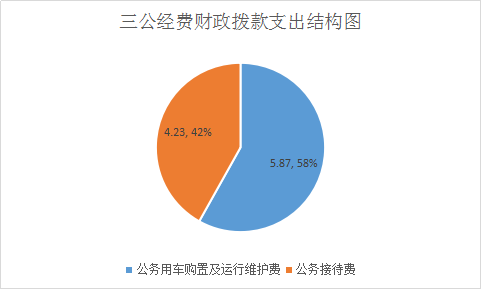 三公经费财政拨款支出结构图
4.23, 42%
5.87, 58%
公务用车购置及运行维护费 公务接待费